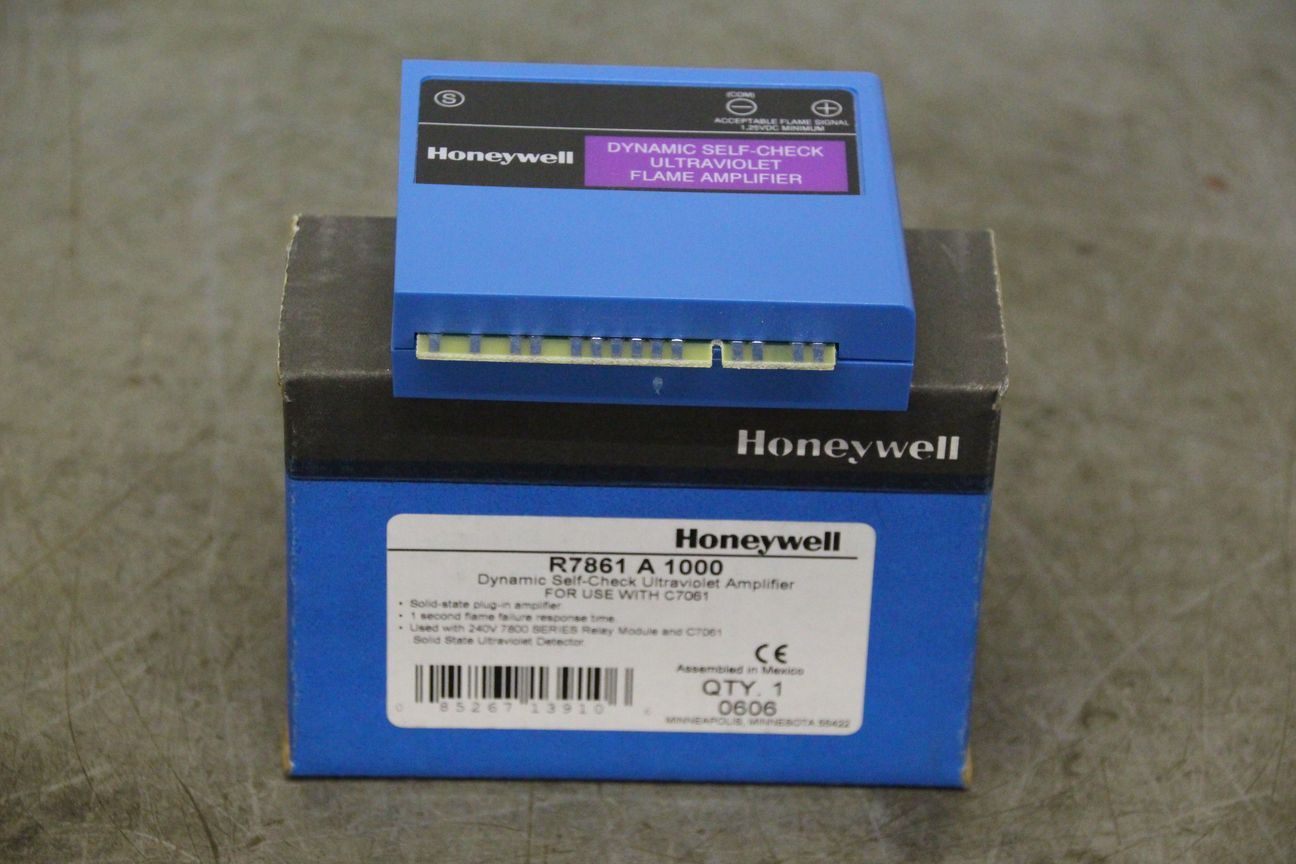 S
(COM)
ACCEPTABLE FLAME SIGNAL
1.25VDC MINIMUM
Honeywell
DYNAMIC SELF-CHECK
ULTRAVIOLET
FLAME AMPLIFIER
Honeywell
Honeywell
R7861 A 1000
Dynamic Self-Check Ultraviolet Amplifier
FOR USE WITH C7061
• Solid-state plug-in amplifier
• 1 second flame failure response time.
• Used with 240V 7800 SERIES Relay Module and C7061
Solid State Ultraviolet Detector.
CE
Assembled in Mexico
QTY. 1
0606
MINNEAPOLIS, MINNESOTA 55422
0 85267 13910